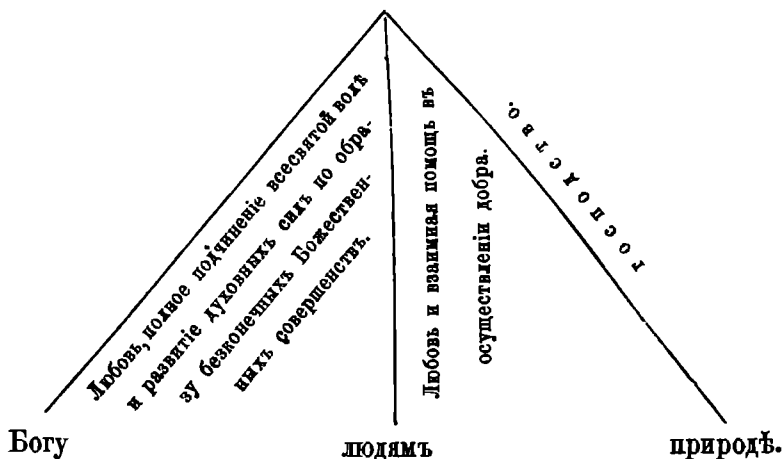 Любовь, полное подчиненіе всесвятой волѣ
и развитіе духовныхъ силъ по обра-
зу безконечныхъ Божествен-
ныхъ совершенствъ.
Любовь и взаимная помощь въ
осуществленіи добра.
господство.
Богу
людямъ
природѣ.